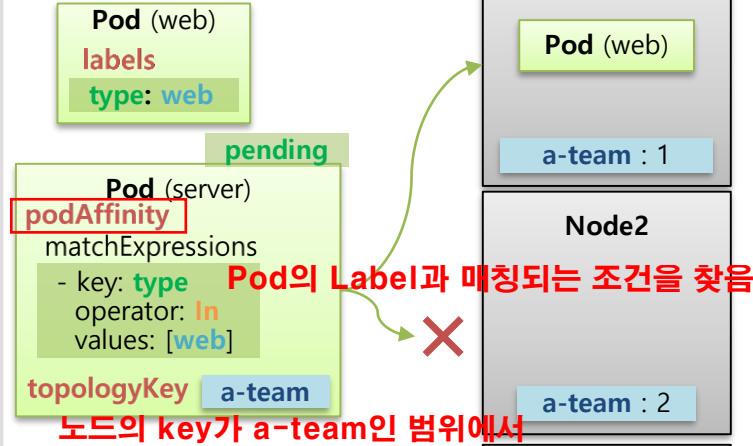 Pod (web)
labels
type: web
pending
Pod (server)
podAffinity
matchExpressions
- key: type
operator: In
values: [web]
topologyKey a-team
Pod의 Label과 매칭되는 조건을 찾음
노드의 key가 a-team인 범위에서
Pod (web)
a-team : 1
Node2
a-team : 2